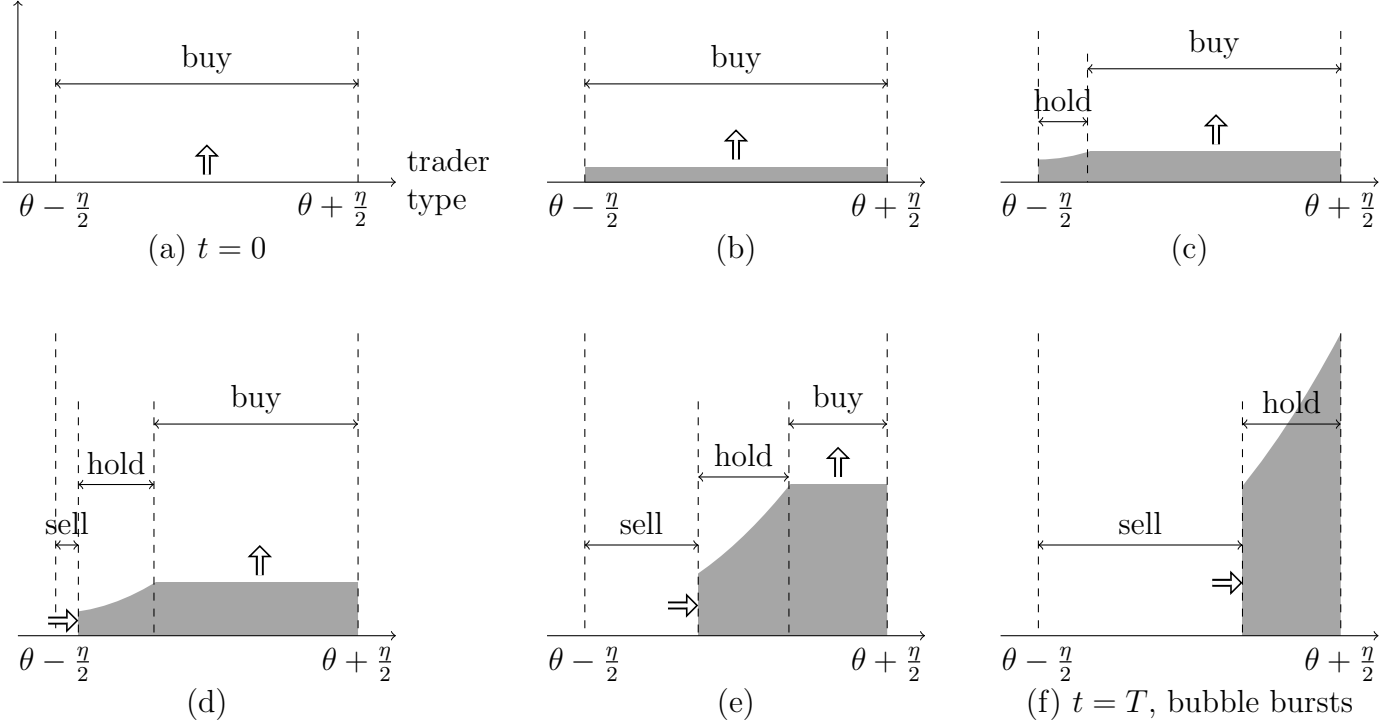 buy
trader
type
θ − η/2
θ + η/2
(a) t = 0
buy
θ − η/2
θ + η/2
(b)
buy
hold
θ − η/2
θ + η/2
(c)
buy
hold
sell
θ − η/2
θ + η/2
(d)
buy
hold
sell
θ − η/2
θ + η/2
(e)
hold
sell
θ − η/2
θ + η/2
(f) t = T, bubble bursts